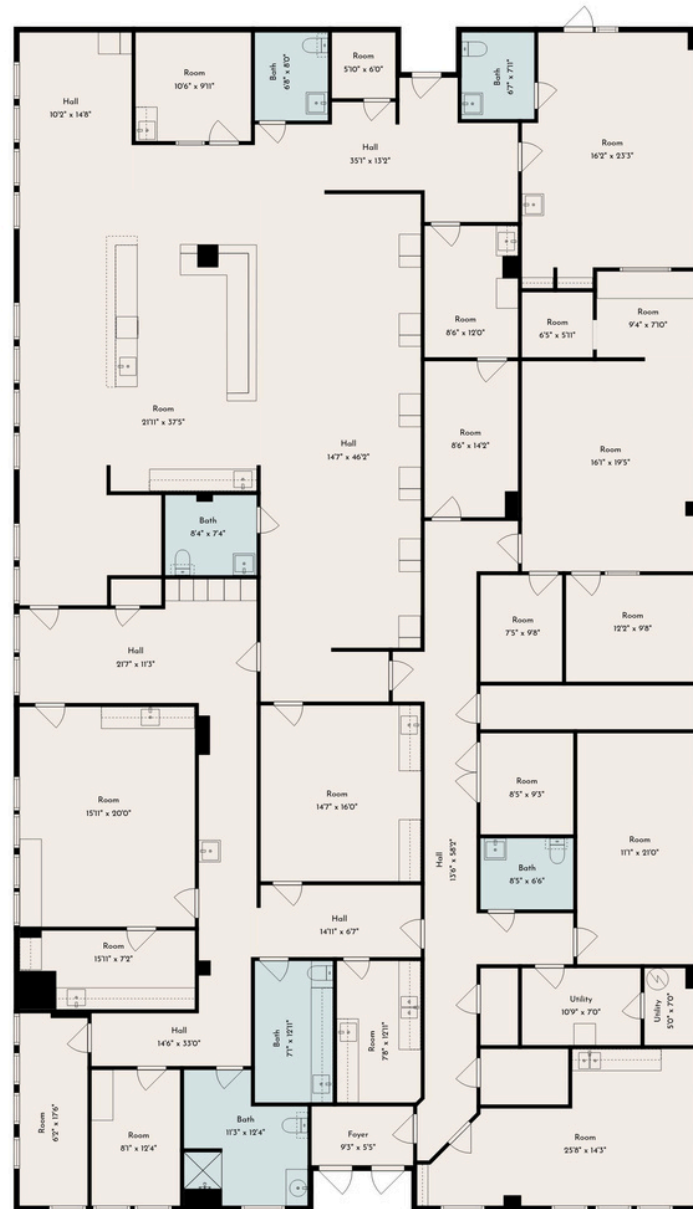 Hall
10'2" x 14'8"
Room
10'6" x 9'11"
Bath
6'8" x 8'0"
Room
5'10" x 6'0"
Bath
6'7" x 7'11"
Room
16'2" x 23'3"
Hall
35'1" x 13'2"
Room
8'6" x 12'0"
Room
6'5" x 5'11"
Room
9'4" x 7'10"
Room
21'11" x 37'5"
Hall
14'7" x 46'2"
Room
8'6" x 14'2"
Room
16'1" x 19'5"
Bath
8'4" x 7'4"
Room
7'5" x 9'8"
Room
12'2" x 9'8"
Hall
21'7" x 11'3"
Room
15'11" x 20'0"
Room
14'7" x 16'0"
Room
8'5" x 9'3"
Hall
13'6" x 58'2"
Room
11'1" x 21'0"
Bath
8'5" x 6'6"
Hall
14'11" x 6'7"
Room
15'11" x 7'2"
Utility
10'9" x 7'0"
Utility
5'0" x 7'0"
Hall
14'6" x 33'0"
Bath
7'1" x 12'11"
Room
7'8" x 12'11"
Room
6'2" x 17'6"
Room
8'1" x 12'4"
Bath
11'3" x 12'4"
Foyer
9'3" x 5'5"
Room
25'8" x 14'3"